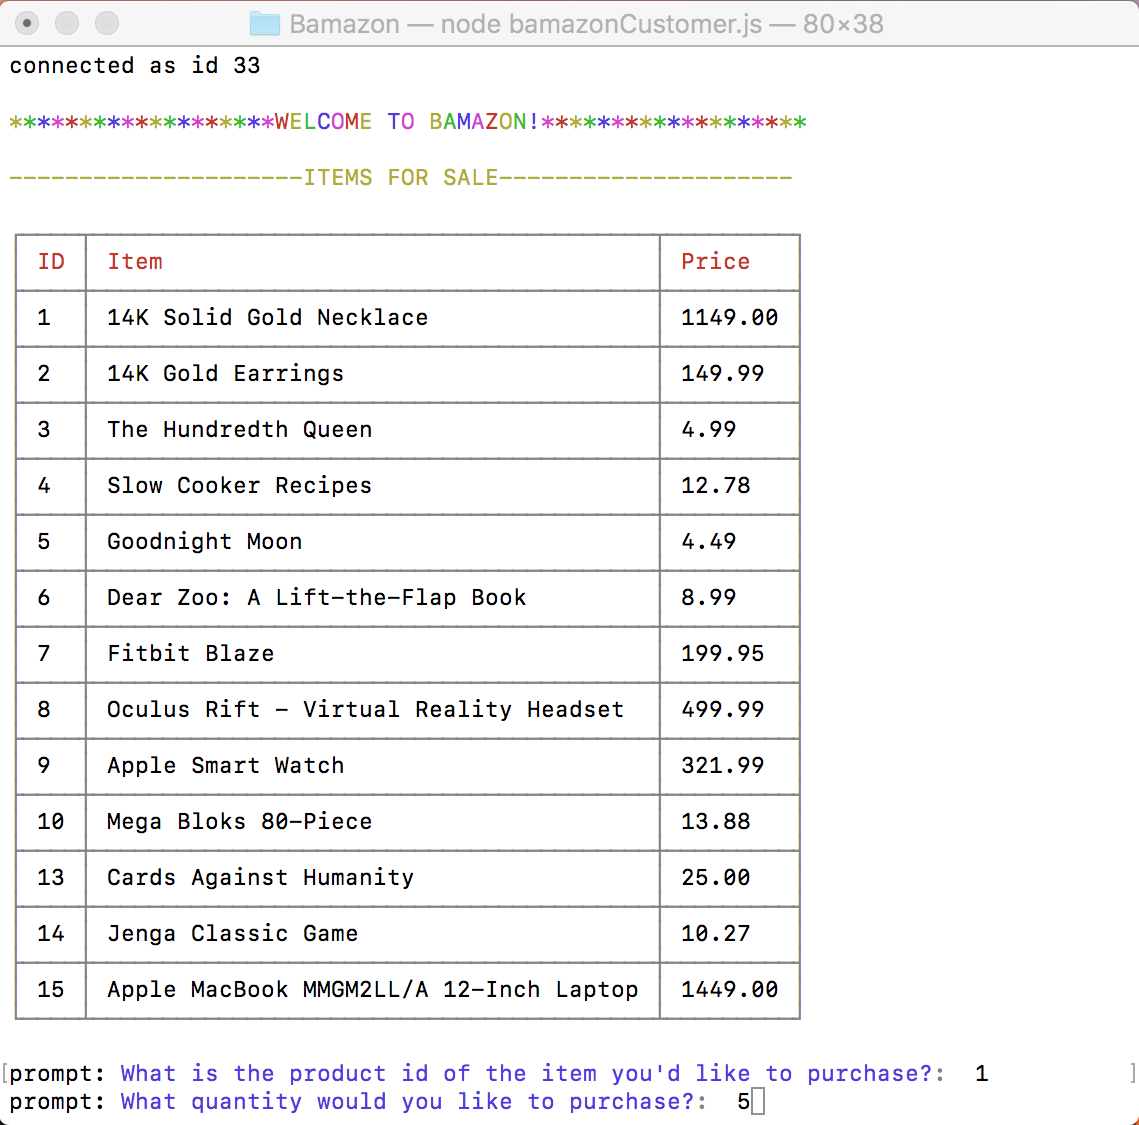 Bamazon — node bamazonCustomer.js — 80×38
connected as id 33
*******************WELCOME TO BAMAZON!*******************
---------------------ITEMS FOR SALE---------------------
ID Item Price
1 14K Solid Gold Necklace 1149.00
2 14K Gold Earrings 149.99
3 The Hundredth Queen 4.99
4 Slow Cooker Recipes 12.78
5 Goodnight Moon 4.49
6 Dear Zoo: A Lift-the-Flap Book 8.99
7 Fitbit Blaze 199.95
8 Oculus Rift - Virtual Reality Headset 499.99
9 Apple Smart Watch 321.99
10 Mega Bloks 80-Piece 13.88
13 Cards Against Humanity 25.00
14 Jenga Classic Game 10.27
15 Apple MacBook MMGM2LL/A 12-Inch Laptop 1449.00
[prompt: What is the product id of the item you'd like to purchase?: 1 ]
prompt: What quantity would you like to purchase?: 5